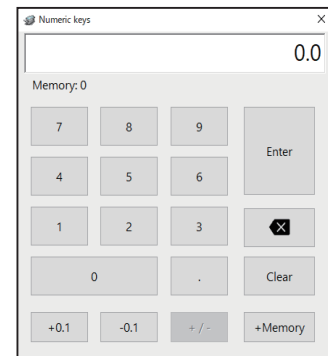 Numeric keys
0.0
Memory: 0
7 8 9 Enter
4 5 6
1 2 3
0 . Clear
+0.1 -0.1 + / - +Memory